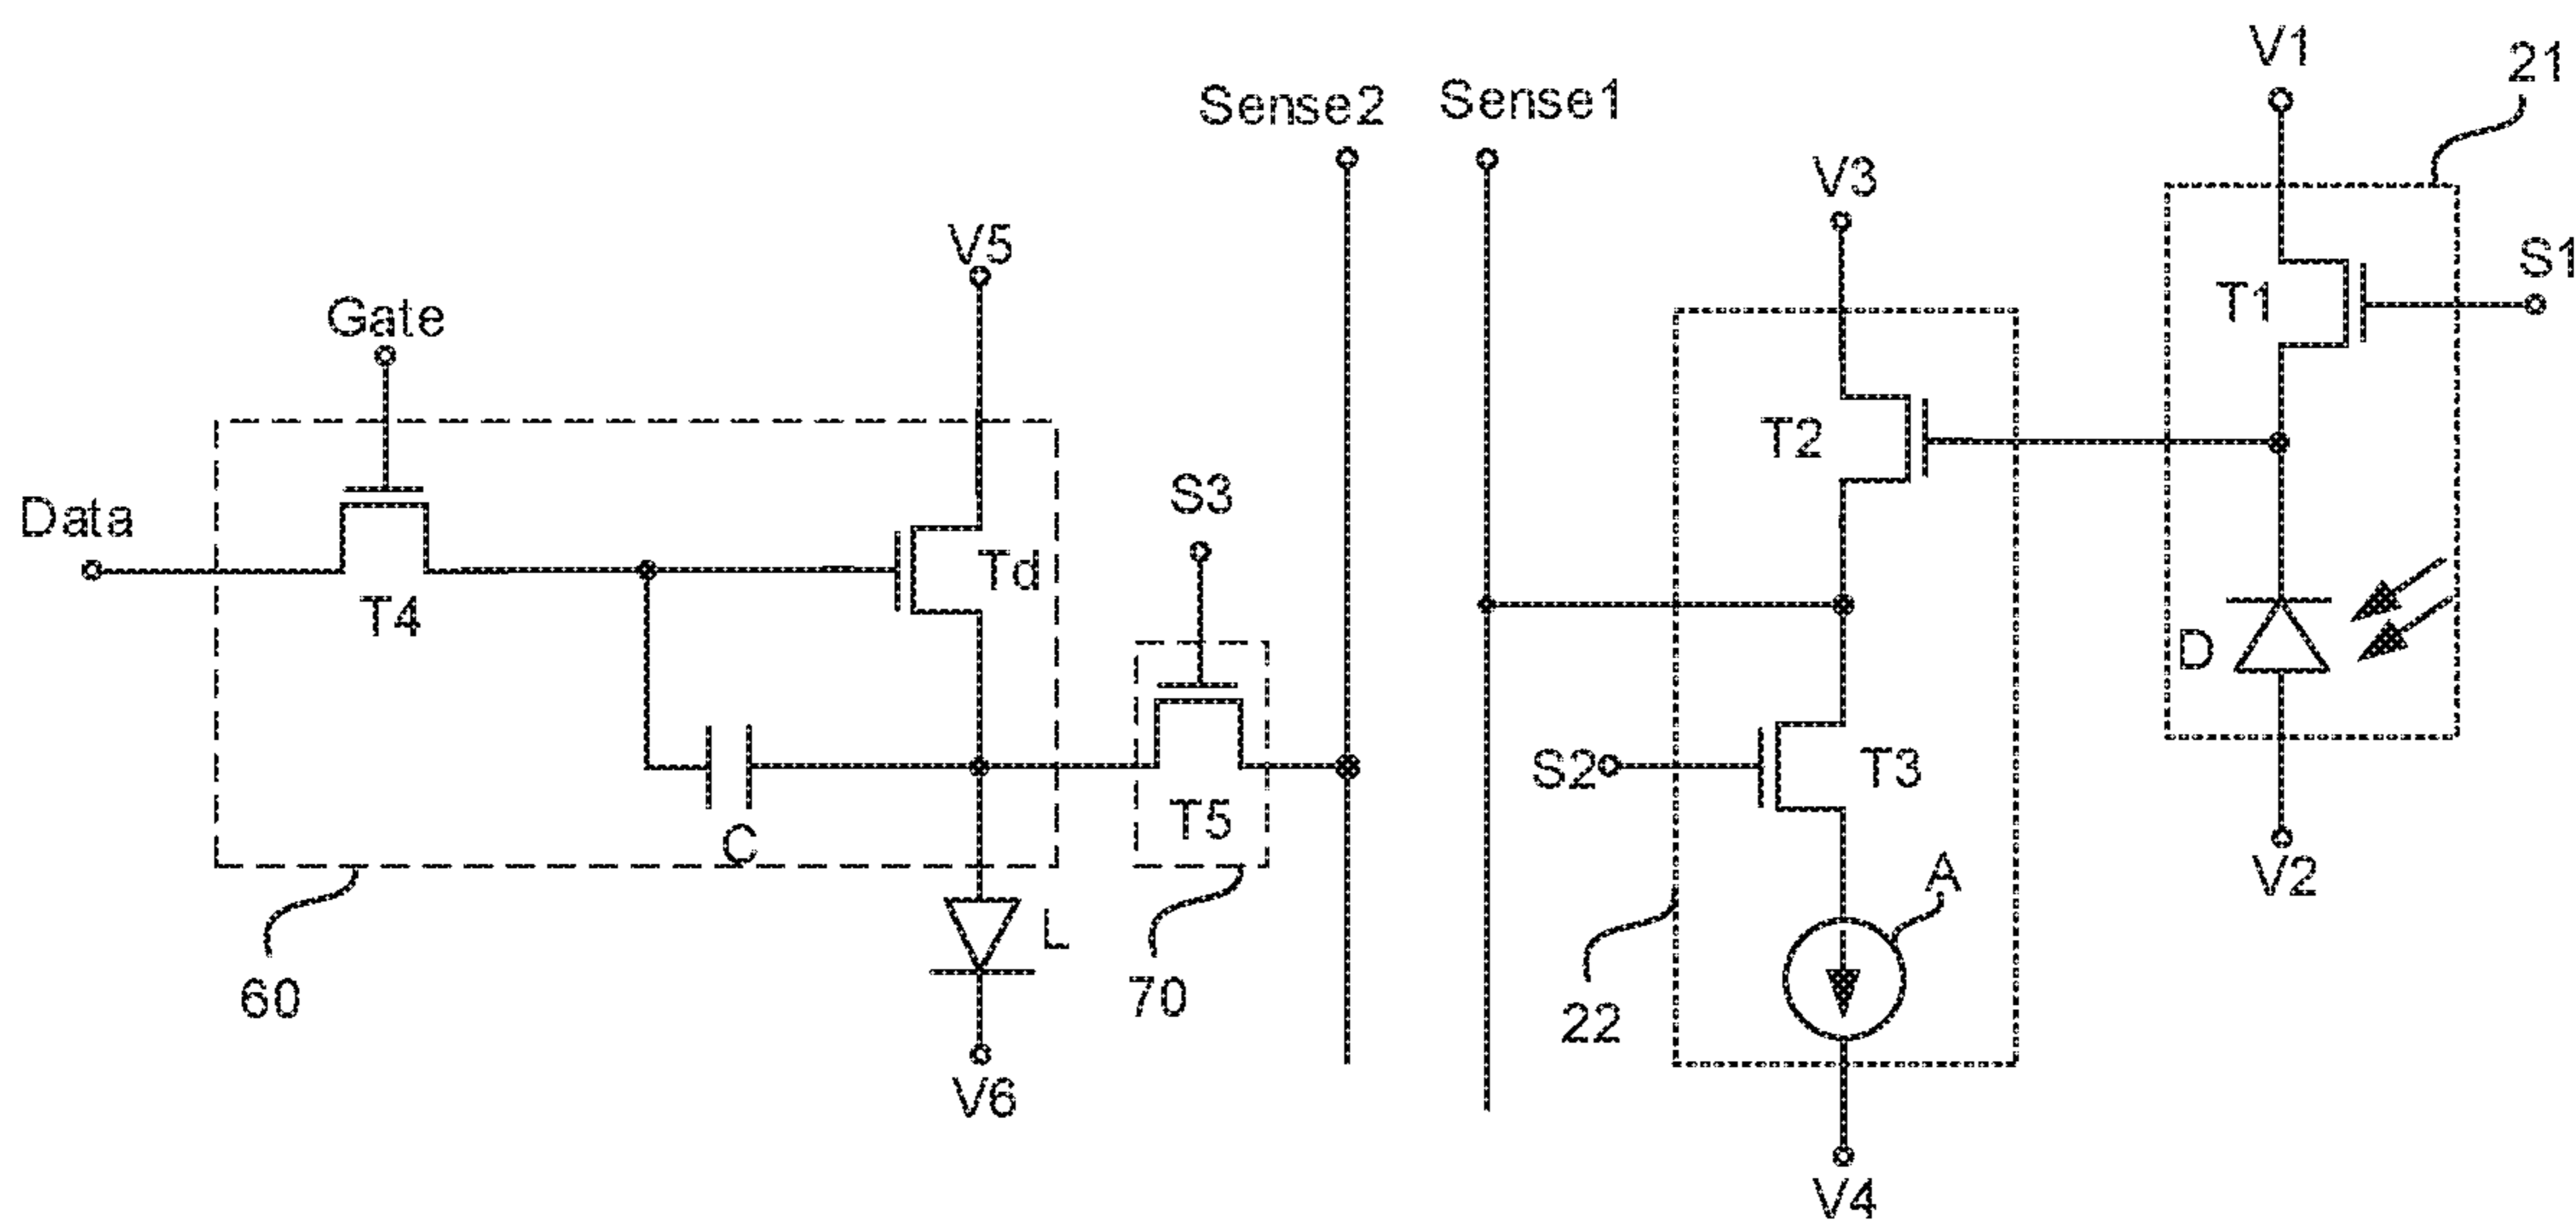 V1
21
Sense2
Sense1
V3
V5
S1
Gate
T1
T2
S3
Data
Td
T4
D
S2
T3
T5
C
A
L
60
70
22
V2
V6
V4